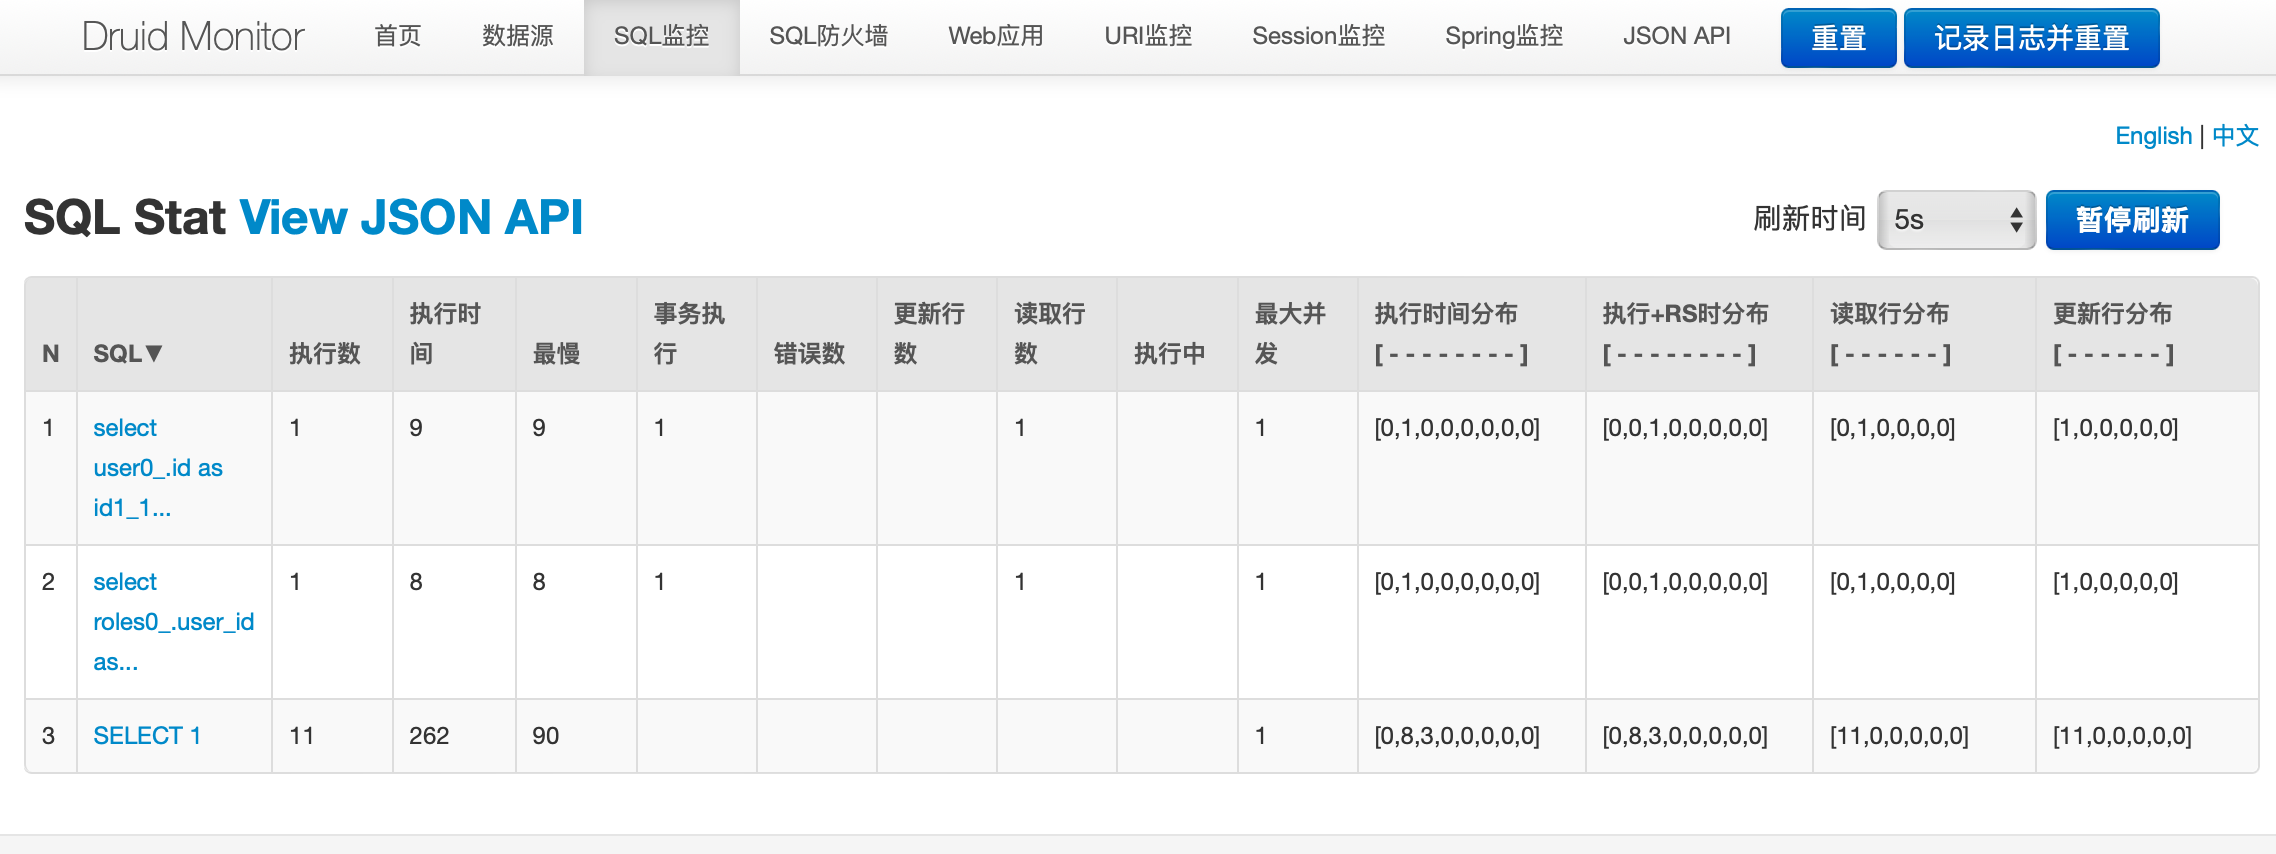 Druid Monitor 首页 数据源 SQL监控 SQL防火墙 Web应用 URI监控 Session监控 Spring监控 JSON API 重置 记录日志并重置
English | 中文
SQL Stat View JSON API 刷新时间 5s 暂停刷新
N SQL▼ 执行数 执行时间 最慢 事务执行 错误数 更新行数 读取行数 执行中 最大并发 执行时间分布 [ - - - - - - - - ] 执行+RS时分布 [ - - - - - - - - ] 读取行分布 [ - - - - - - ] 更新行分布 [ - - - - - - ]
1 select user0_.id as id1_1... 1 9 9 1 1 1 [0,1,0,0,0,0,0,0] [0,0,1,0,0,0,0,0] [0,1,0,0,0,0] [1,0,0,0,0,0]
2 select roles0_.user_id as... 1 8 8 1 1 1 [0,1,0,0,0,0,0,0] [0,0,1,0,0,0,0,0] [0,1,0,0,0,0] [1,0,0,0,0,0]
3 SELECT 1 11 262 90 1 [0,8,3,0,0,0,0,0] [0,8,3,0,0,0,0,0] [11,0,0,0,0,0] [11,0,0,0,0,0]